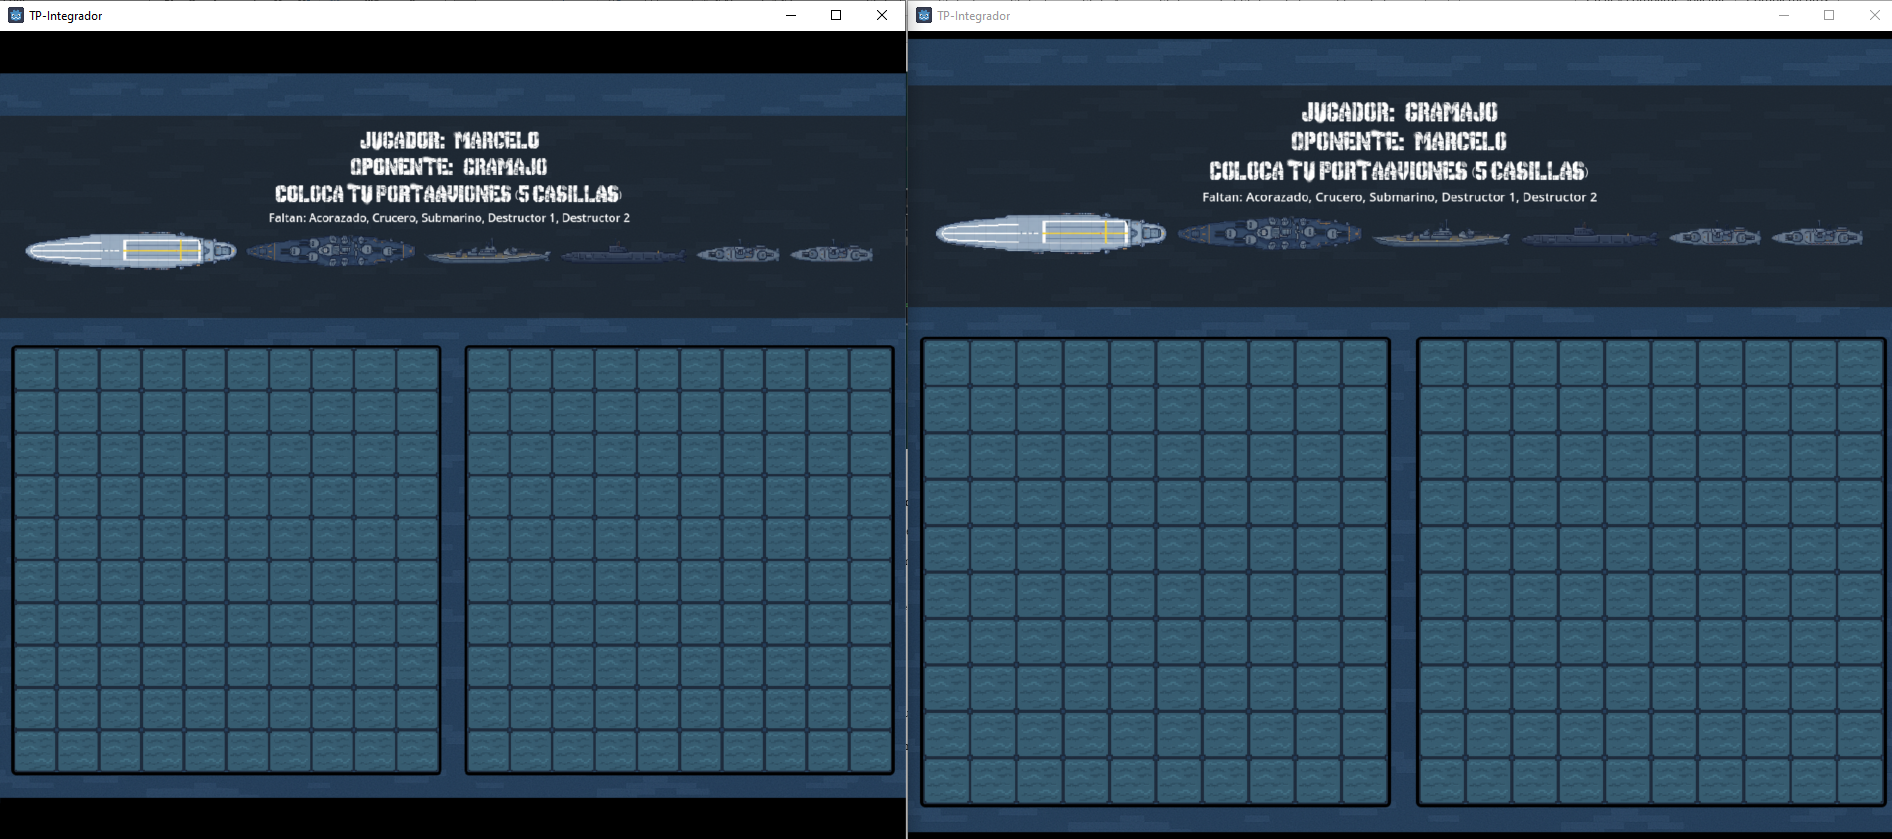 TP-Integrador
JUGADOR: MARCELO
OPONENTE: GRAMAJO
COLOCA TU PORTAAVIONES (5 CASILLAS)
Faltan: Acorazado, Crucero, Submarino, Destructor 1, Destructor 2
TP-Integrador
JUGADOR: GRAMAJO
OPONENTE: MARCELO
COLOCA TU PORTAAVIONES (5 CASILLAS)
Faltan: Acorazado, Crucero, Submarino, Destructor 1, Destructor 2